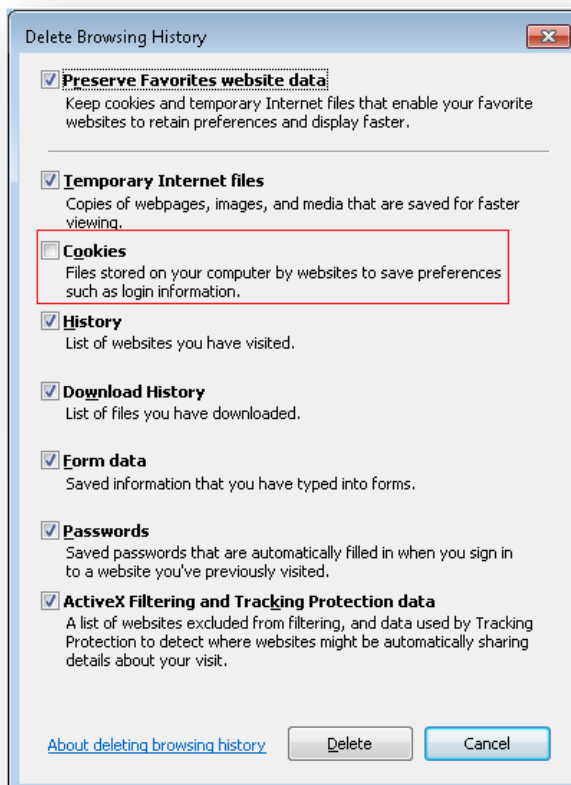 Delete Browsing History
Preserve Favorites website data
Keep cookies and temporary Internet files that enable your favorite
websites to retain preferences and display faster.
Temporary Internet files
Copies of webpages, images, and media that are saved for faster
viewing.
Cookies
Files stored on your computer by websites to save preferences
such as login information.
History
List of websites you have visited.
Download History
List of files you have downloaded.
Form data
Saved information that you have typed into forms.
Passwords
Saved passwords that are automatically filled in when you sign in
to a website you've previously visited.
ActiveX Filtering and Tracking Protection data
A list of websites excluded from filtering, and data used by Tracking
Protection to detect where websites might be automatically sharing
details about your visit.
About deleting browsing history Delete Cancel